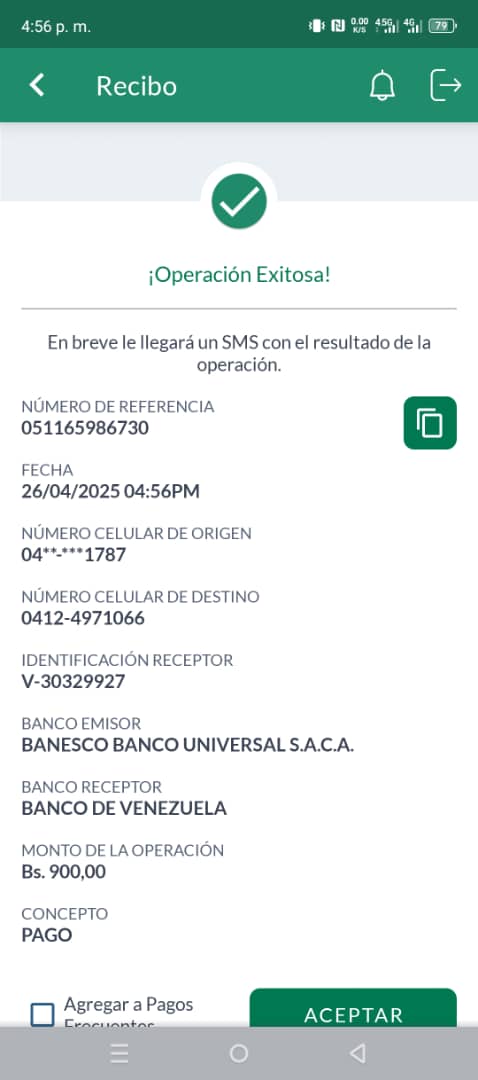 4:56 p. m.
0.00 K/S 4.5G 4G 79
Recibo
¡Operación Exitosa!
En breve le llegará un SMS con el resultado de la
operación.
NÚMERO DE REFERENCIA
051165986730
FECHA
26/04/2025 04:56PM
NÚMERO CELULAR DE ORIGEN
04**-***1787
NÚMERO CELULAR DE DESTINO
0412-4971066
IDENTIFICACIÓN RECEPTOR
V-30329927
BANCO EMISOR
BANESCO BANCO UNIVERSAL S.A.C.A.
BANCO RECEPTOR
BANCO DE VENEZUELA
MONTO DE LA OPERACIÓN
Bs. 900,00
CONCEPTO
PAGO
Agregar a Pagos
Frecuentes
ACEPTAR